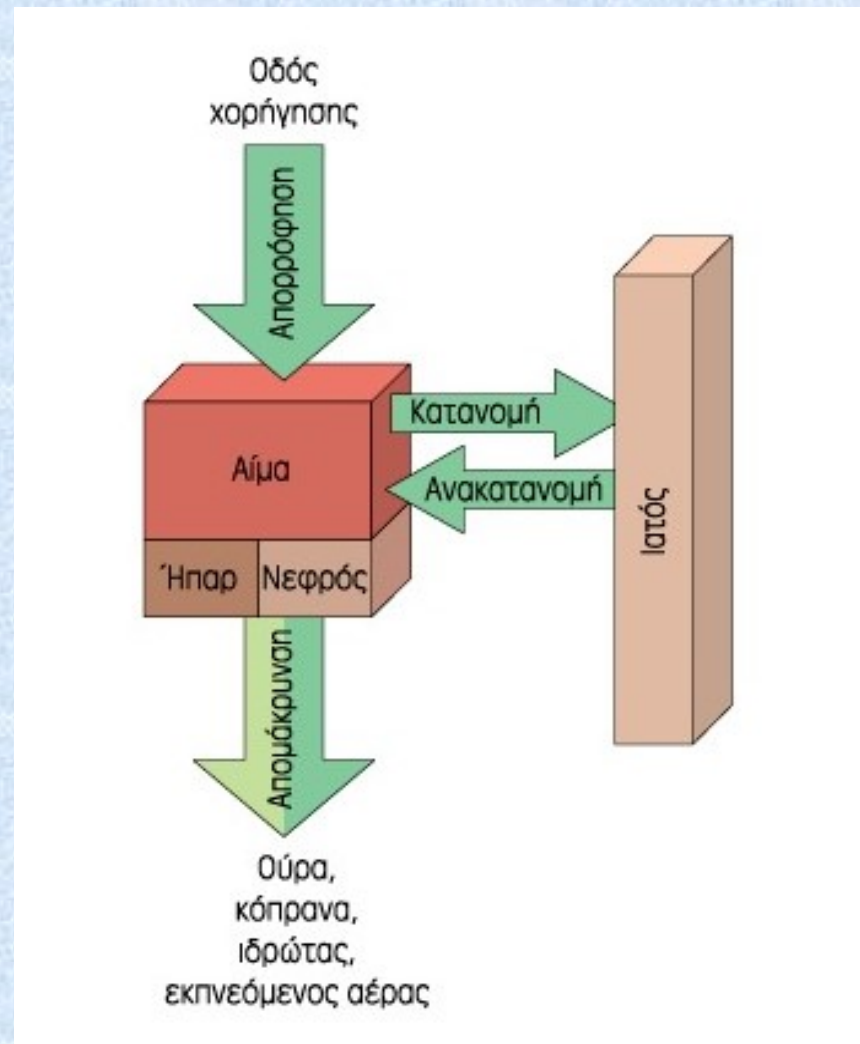 Οδός
χορήγησης
Απορρόφηση
Κατανομή
Αίμα
Ανακατανομή
Ιστός
Ήπαρ
Νεφρός
Απομάκρυνση
Ούρα,
κόπρανα,
ιδρώτας,
εκπνεόμενος αέρας